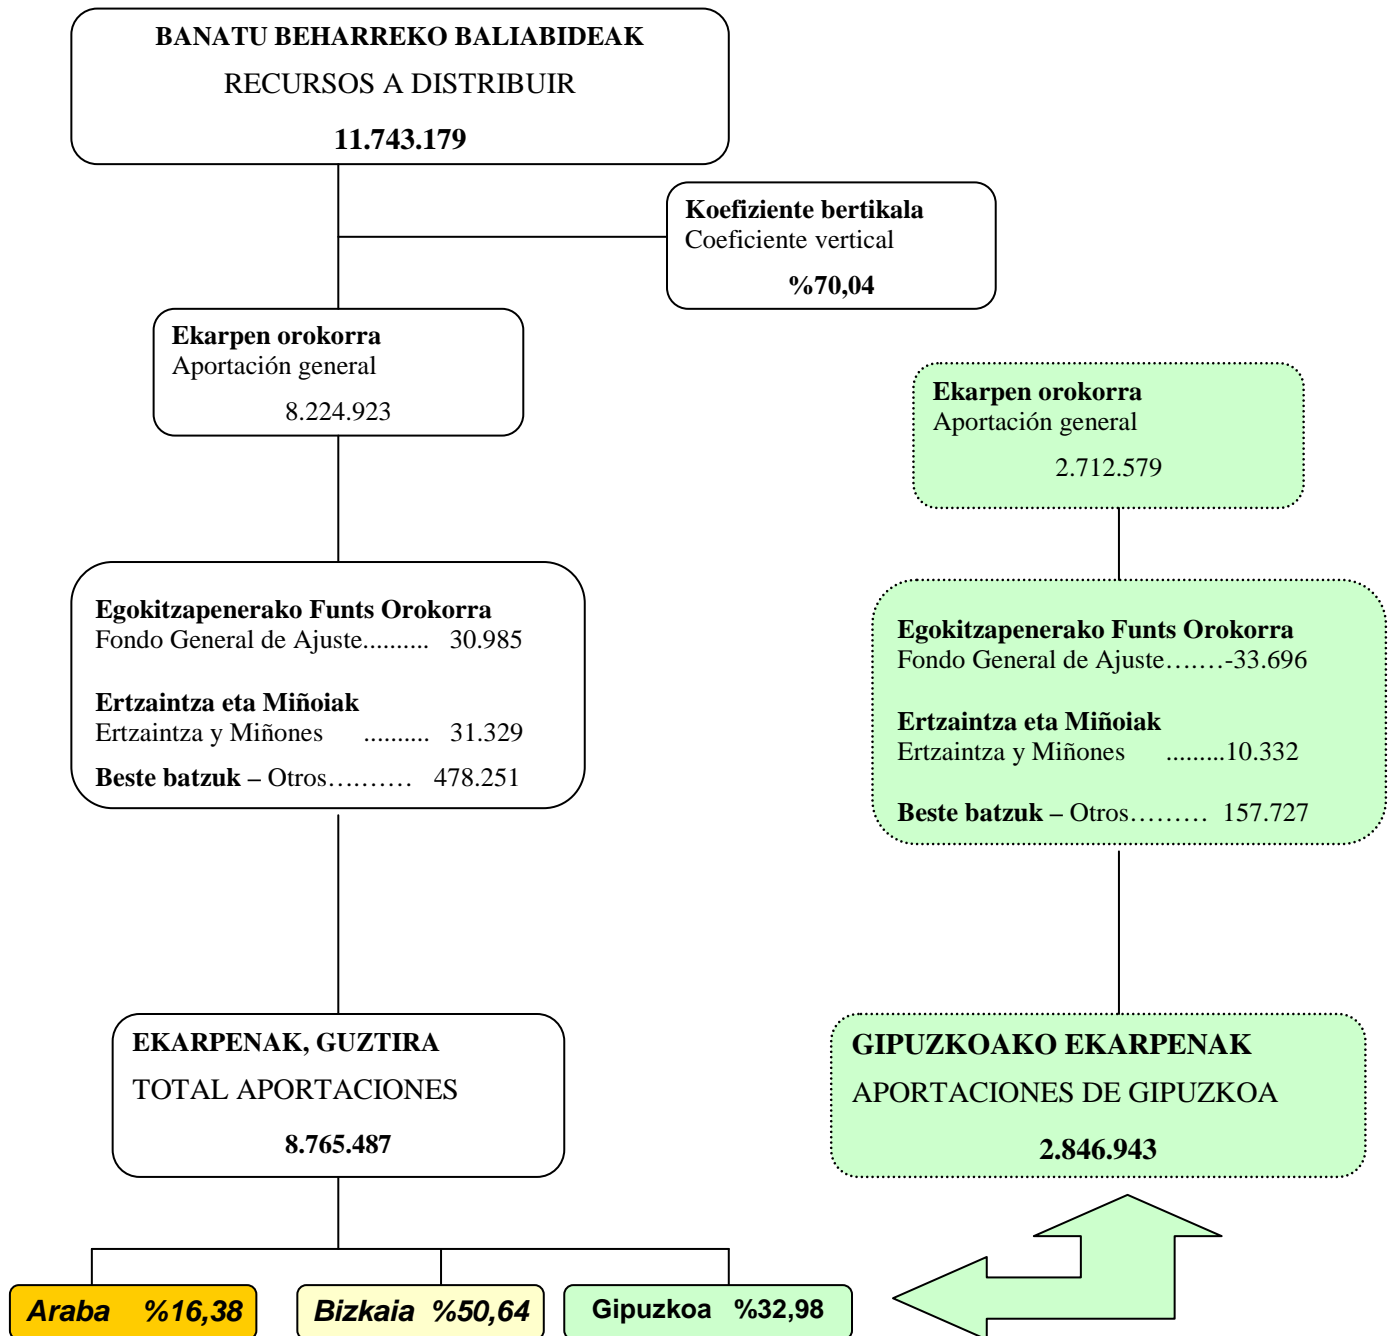 BANATU BEHARREKO BALIABIDEAK
RECURSOS A DISTRIBUIR
11.743.179
Koefiziente bertikala
Coeficiente vertical
%70,04
Ekarpen orokorra
Aportación general
8.224.923
Ekarpen orokorra
Aportación general
2.712.579
Egokitzapenerako Funts Orokorra
Fondo General de Ajuste.......... 30.985
Ertzaintza eta Miñoiak
Ertzaintza y Miñones .......... 31.329
Beste batzuk – Otros.……… 478.251
Egokitzapenerako Funts Orokorra
Fondo General de Ajuste…….-33.696
Ertzaintza eta Miñoiak
Ertzaintza y Miñones .........10.332
Beste batzuk – Otros……… 157.727
EKARPENAK, GUZTIRA
TOTAL APORTACIONES
8.765.487
GIPUZKOAKO EKARPENAK
APORTACIONES DE GIPUZKOA
2.846.943
Araba %16,38
Bizkaia %50,64
Gipuzkoa %32,98